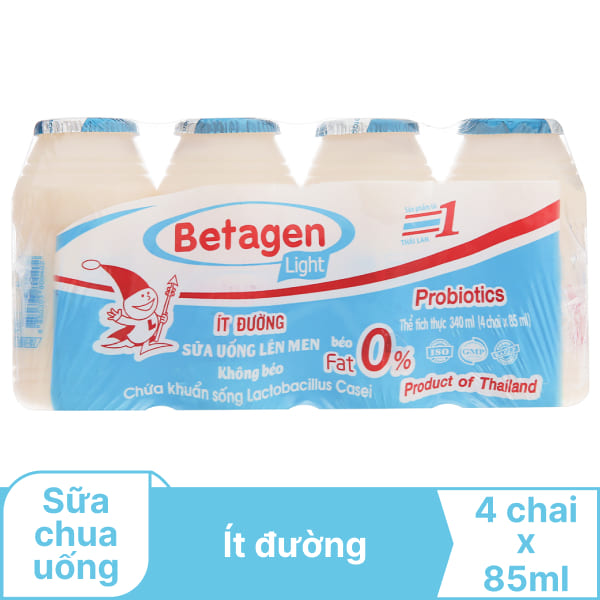 Betagen
Light
Sản phẩm số
1
THÁI LAN
L
ÍT ĐƯỜNG
SỮA UỐNG LÊN MEN
Không béo
Chứa khuẩn sống Lactobacillus Casei
béo
Fat 0%
Probiotics
Thể tích thực 340 ml (4 chai x 85 ml)
ISO GMP
Product of Thailand
Sữa
chua
uống
Ít đường
4 chai
x
85ml